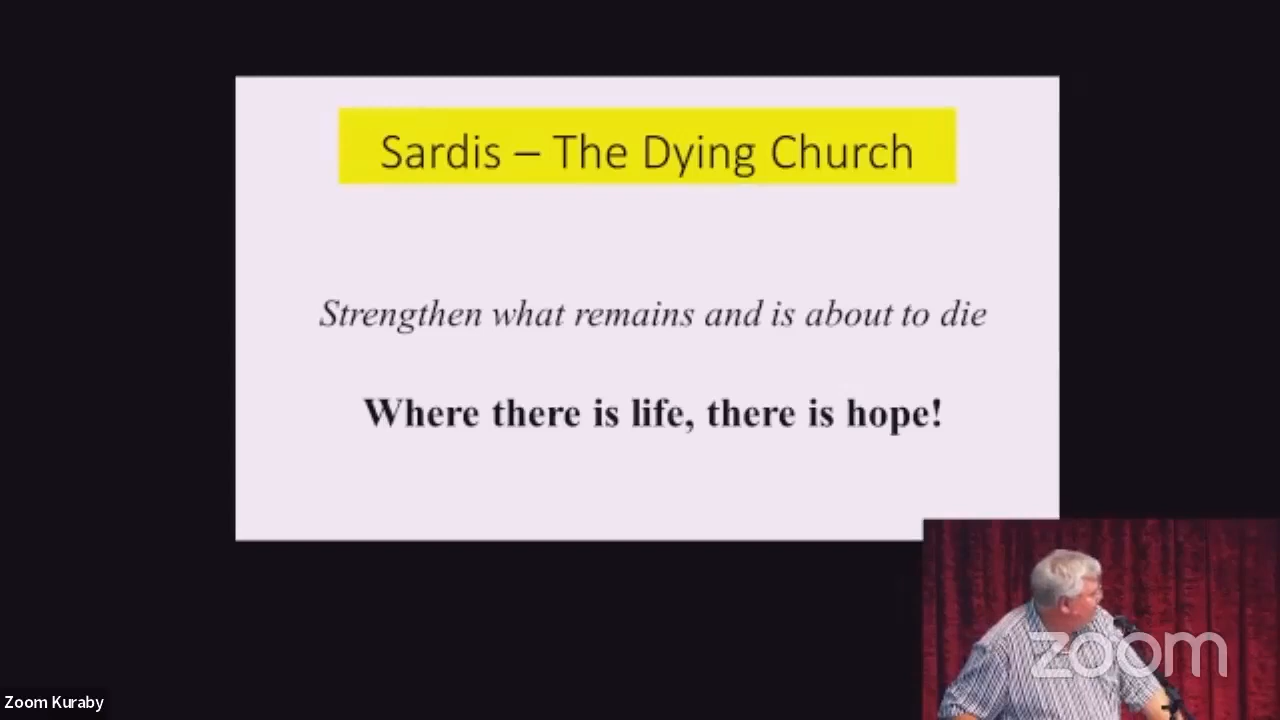 Sardis – The Dying Church
Strengthen what remains and is about to die
Where there is life, there is hope!
zoom
Zoom Kuraby